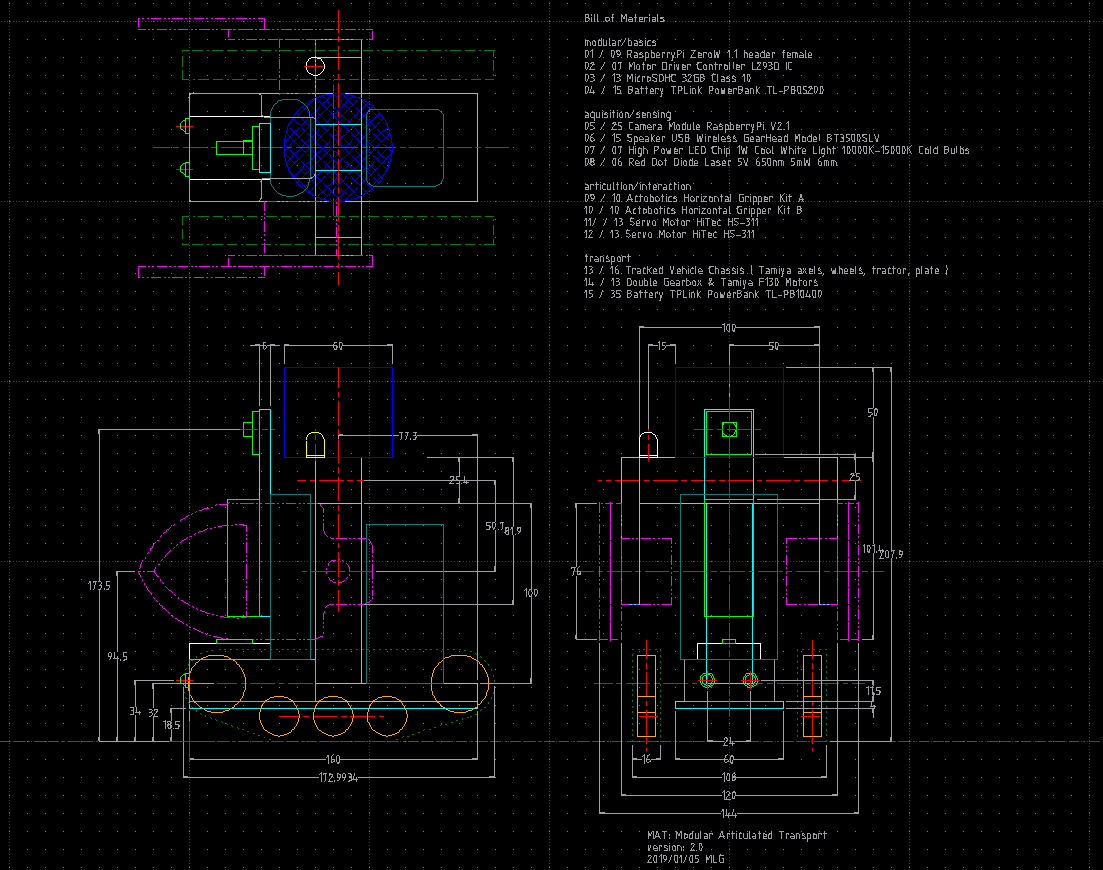 Bill of Materials
modular/basics
01 / 09 RaspberryPi ZeroW 1.1 header female
02 / 07 Motor Driver Controller L293D IC
03 / 13 MicroSDHC 32GB Class 10
04 / 15 Battery TPLink PowerBank TL-PB05200
aquisition/sensing
05 / 25 Camera Module RaspberryPi V2.1
06 / 15 Speaker USB Wireless GearHead Model BT3500SLV
07 / 07 High Power LED Chip 1W Cool White Light 10000K-15000K Cold Bulbs
08 / 06 Red Dot Diode Laser 5V 650nm 5mW 6mm
articultion/interaction
09 / 10 Actobotics Horizontal Gripper Kit A
10 / 10 Actobotics Horizontal Gripper Kit B
11/ / 13 Servo Motor HiTec HS-311
12 / 13 Servo Motor HiTec HS-311
transport
13 / 16 Tracked Vehicle Chassis ( Tamiya axels, wheels, tractor, plate )
14 / 13 Double Gearbox & Tamiya F130 Motors
15 / 35 Battery TPLink PowerBank TL-PB10400
100
6 60 15 50
50
77.3
25.4 25
50.7 81.9
107.1 207.9
76
173.5
160
94.5
34 32 18.5
11.5
7
24
160 16 60
172.9934 108
120
144
MAT: Modular Articulated Transport
version: 2.0
2019/01/05 MLG